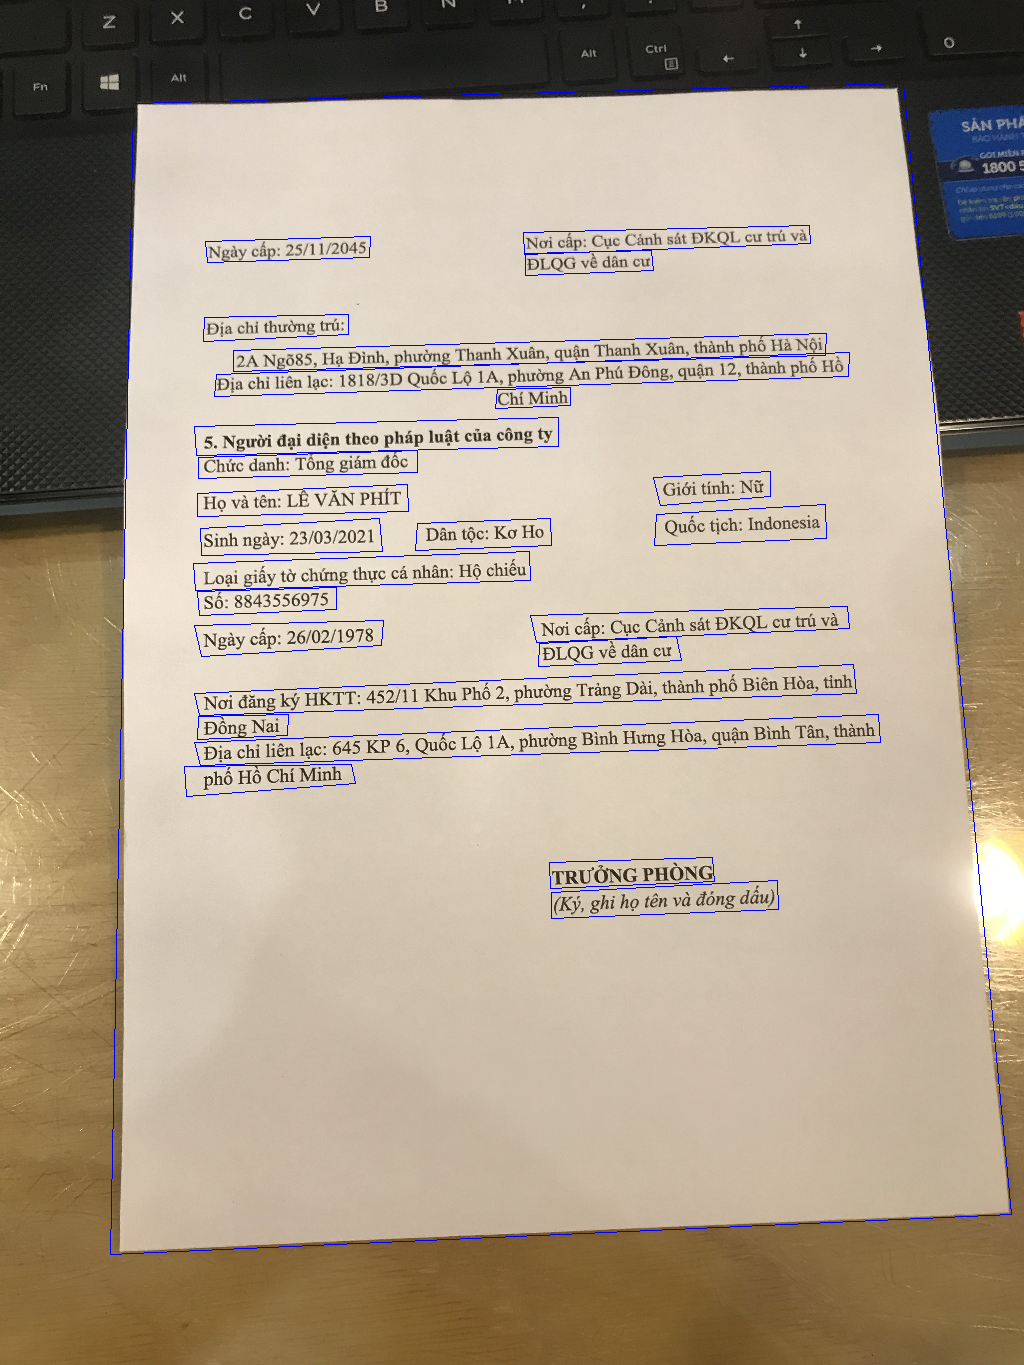 Z X C V B N M
Fn Alt Alt Ctrl
SẢN PHẨ
GỌI MIỄN
1800 5
Ngày cấp: 25/11/2045
Nơi cấp: Cục Cảnh sát ĐKQL cư trú và
ĐLQG về dân cư
Địa chỉ thường trú:
2A Ngõ85, Hạ Đình, phường Thanh Xuân, quận Thanh Xuân, thành phố Hà Nội
Địa chỉ liên lạc: 1818/3D Quốc Lộ 1A, phường An Phú Đông, quận 12, thành phố Hồ
Chí Minh
5. Người đại diện theo pháp luật của công ty
Chức danh: Tổng giám đốc
Họ và tên: LÊ VĂN PHÍT
Giới tính: Nữ
Sinh ngày: 23/03/2021
Dân tộc: Kơ Ho
Quốc tịch: Indonesia
Loại giấy tờ chứng thực cá nhân: Hộ chiếu
Số: 8843556975
Ngày cấp: 26/02/1978
Nơi cấp: Cục Cảnh sát ĐKQL cư trú và
ĐLQG về dân cư
Nơi đăng ký HKTT: 452/11 Khu Phố 2, phường Trảng Dài, thành phố Biên Hòa, tỉnh
Đồng Nai
Địa chỉ liên lạc: 645 KP 6, Quốc Lộ 1A, phường Bình Hưng Hòa, quận Bình Tân, thành
phố Hồ Chí Minh
TRƯỞNG PHÒNG
(Ký, ghi họ tên và đóng dấu)